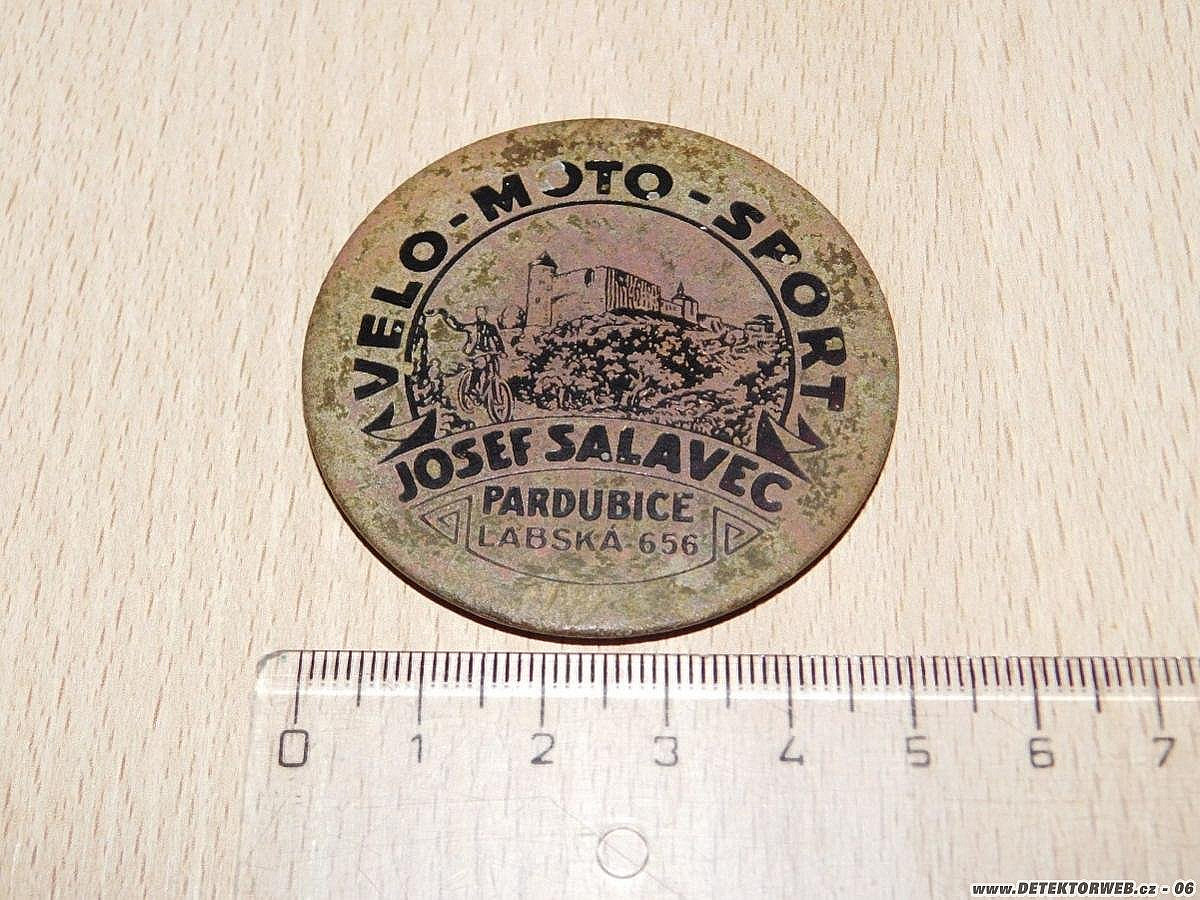 VELO-MOTO-SPORT
JOSEF SALAVEC
PARDUBICE
LABSKÁ 656
0 1 2 3 4 5 6 7
www.DETEKTORWEB.cz - 06